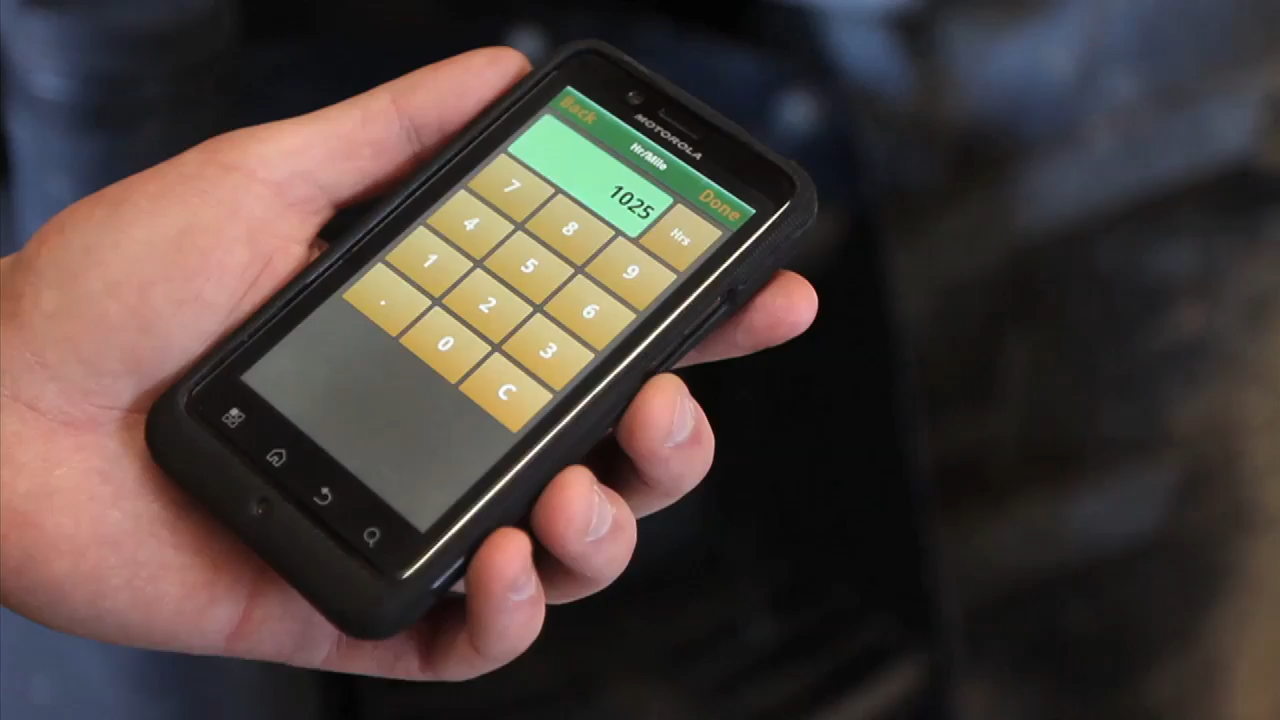 MOTOROLA
Back Hr/Mile Done
1025 Hrs
7 8 9
4 5 6
1 2 3
. 0 C